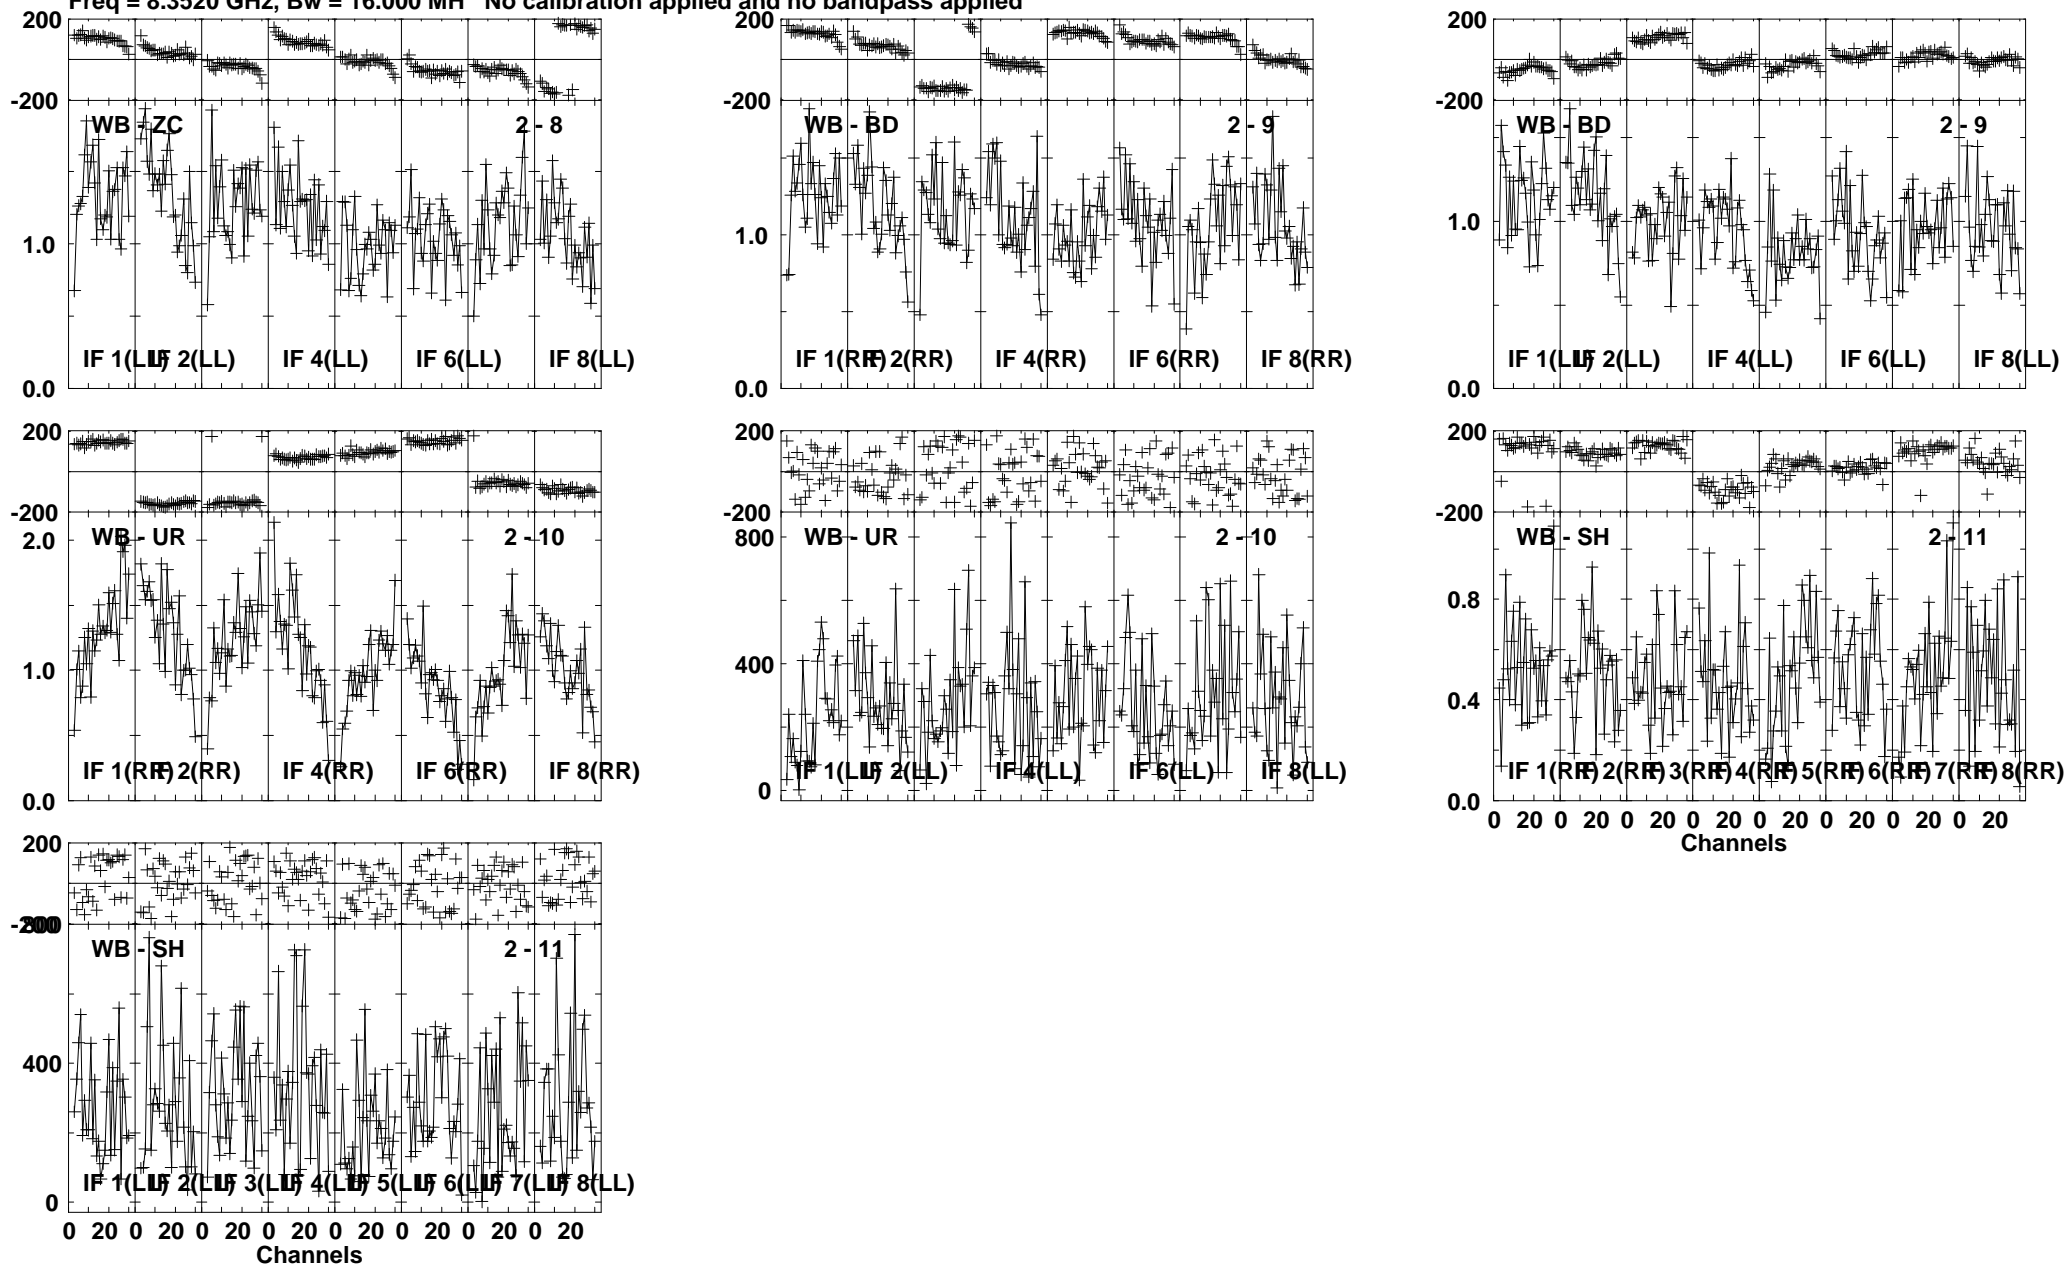 Freq = 8.3520 GHz, Bw = 16.000 MH No calibration applied and no bandpass applied
200
-200
WB - ZC 2 - 8
1.0
IF 1(LL) IF 2(LL) IF 4(LL) IF 6(LL) IF 8(LL)
0.0
200
-200
WB - BD 2 - 9
1.0
IF 1(RR) IF 2(RR) IF 4(RR) IF 6(RR) IF 8(RR)
0.0
200
-200
WB - BD 2 - 9
1.0
IF 1(LL) IF 2(LL) IF 4(LL) IF 6(LL) IF 8(LL)
0.0
200
-200
2.0
WB - UR 2 - 10
1.0
IF 1(RR) IF 2(RR) IF 4(RR) IF 6(RR) IF 8(RR)
0.0
200
-200
800
WB - UR 2 - 10
400
IF 1(LL) IF 2(LL) IF 4(LL) IF 6(LL) IF 8(LL)
0
200
-200
WB - SH 2 - 11
0.8
0.4
IF 1(RR) IF 2(RR) IF 3(RR) IF 4(RR) IF 5(RR) IF 6(RR) IF 7(RR) IF 8(RR)
0.0
0 20 0 20 0 20 0 20 0 20 0 20 0 20 0 20
Channels
200
-200
800
WB - SH 2 - 11
400
IF 1(LL) IF 2(LL) IF 3(LL) IF 4(LL) IF 5(LL) IF 6(LL) IF 7(LL) IF 8(LL)
0
0 20 0 20 0 20 0 20 0 20 0 20 0 20 0 20
Channels